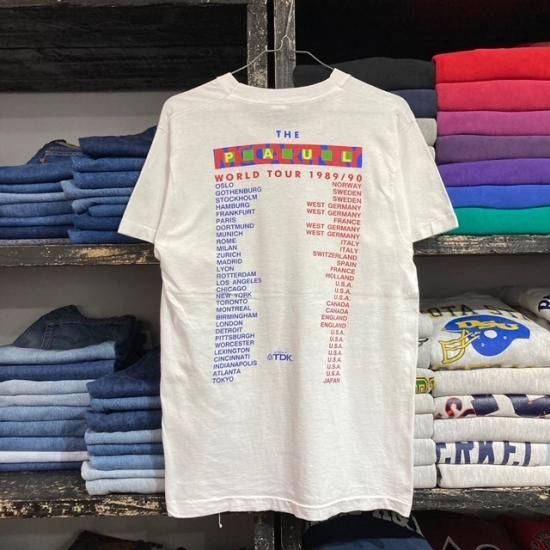 THE
PAUL
WORLD TOUR 1989/90
OSLO NORWAY
GOTHENBURG SWEDEN
STOCKHOLM SWEDEN
HAMBURG WEST GERMANY
FRANKFURT WEST GERMANY
PARIS FRANCE
DORTMUND WEST GERMANY
MUNICH WEST GERMANY
ROME ITALY
MILAN ITALY
ZURICH SWITZERLAND
MADRID SPAIN
LYON FRANCE
ROTTERDAM HOLLAND
LOS ANGELES U.S.A.
CHICAGO U.S.A.
NEW YORK U.S.A.
TORONTO CANADA
MONTREAL CANADA
BIRMINGHAM ENGLAND
LONDON ENGLAND
DETROIT U.S.A.
PITTSBURGH U.S.A.
WORCESTER U.S.A.
LEXINGTON U.S.A.
CINCINNATI U.S.A.
INDIANAPOLIS U.S.A.
ATLANTA U.S.A.
TOKYO JAPAN
TDK